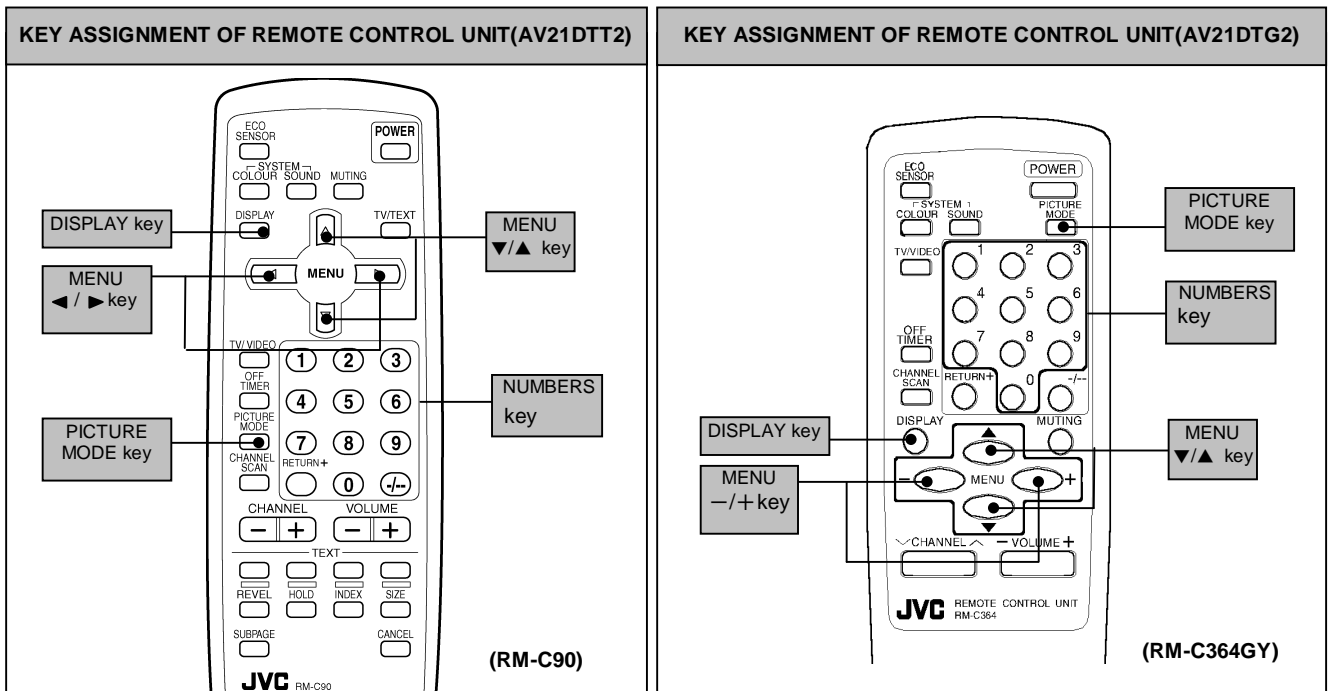 KEY ASSIGNMENT OF REMOTE CONTROL UNIT(AV21DTT2)
ECO
SENSOR
POWER
SYSTEM
COLOUR SOUND MUTING
DISPLAY
TV/TEXT
DISPLAY key
MENU
▼/▲ key
MENU
◄ / ► key
MENU
TV/VIDEO
1 2 3
OFF
TIMER
4 5 6
NUMBERS
key
PICTURE
MODE
PICTURE
MODE key
7 8 9
CHANNEL
SCAN
RETURN+
0 -/--
CHANNEL VOLUME
− + − +
TEXT
REVEL HOLD INDEX SIZE
SUBPAGE CANCEL
(RM-C90)
JVC RM-C90
KEY ASSIGNMENT OF REMOTE CONTROL UNIT(AV21DTG2)
ECO
SENSOR
POWER
SYSTEM
COLOUR SOUND
PICTURE
MODE
PICTURE
MODE key
TV/VIDEO
1 2 3
4 5 6
NUMBERS
key
OFF
TIMER
7 8 9
CHANNEL
SCAN
RETURN+ 0 -/--
DISPLAY MUTING
DISPLAY key
MENU
▼/▲ key
MENU
−/+ key
▲
− MENU +
▼
CHANNEL − VOLUME +
JVC REMOTE CONTROL UNIT
RM-C364
(RM-C364GY)